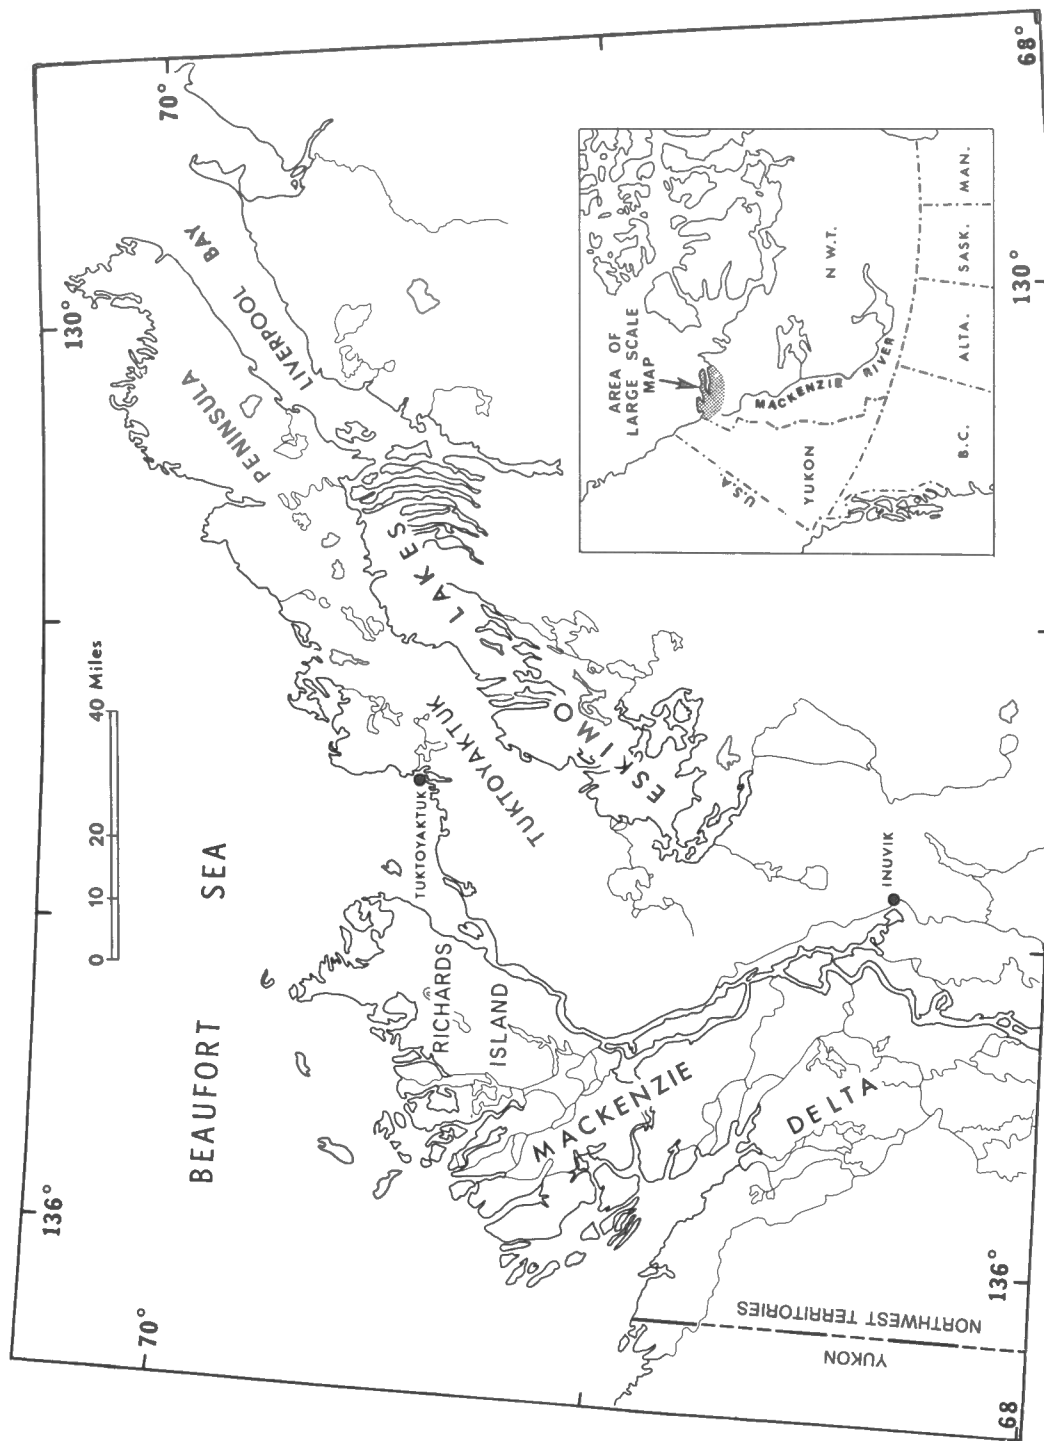 136°
130°
70°
70°
68°
68
136°
130°
BEAUFORT
SEA
0
10
20
40 Miles
PENINSULA
LIVERPOOL
BAY
TUKTOYAKTUK
TUKTOYAKTUK
ESKIMO
LAKES
RICHARDS
ISLAND
MACKENZIE
DELTA
INUVIK
YUKON
NORTHWEST TERRITORIES
AREA OF
LARGE SCALE
MAP
MACKENZIE RIVER
N.W.T.
U.S.A
YUKON
B.C.
ALTA.
SASK.
MAN.